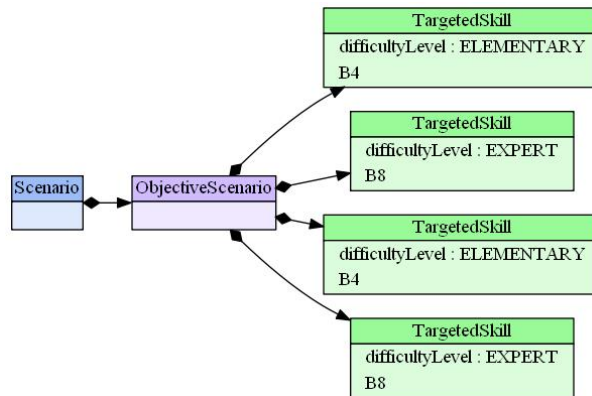 TargetedSkill
difficultyLevel : ELEMENTARY
B4
TargetedSkill
difficultyLevel : EXPERT
B8
Scenario
ObjectiveScenario
TargetedSkill
difficultyLevel : ELEMENTARY
B4
TargetedSkill
difficultyLevel : EXPERT
B8